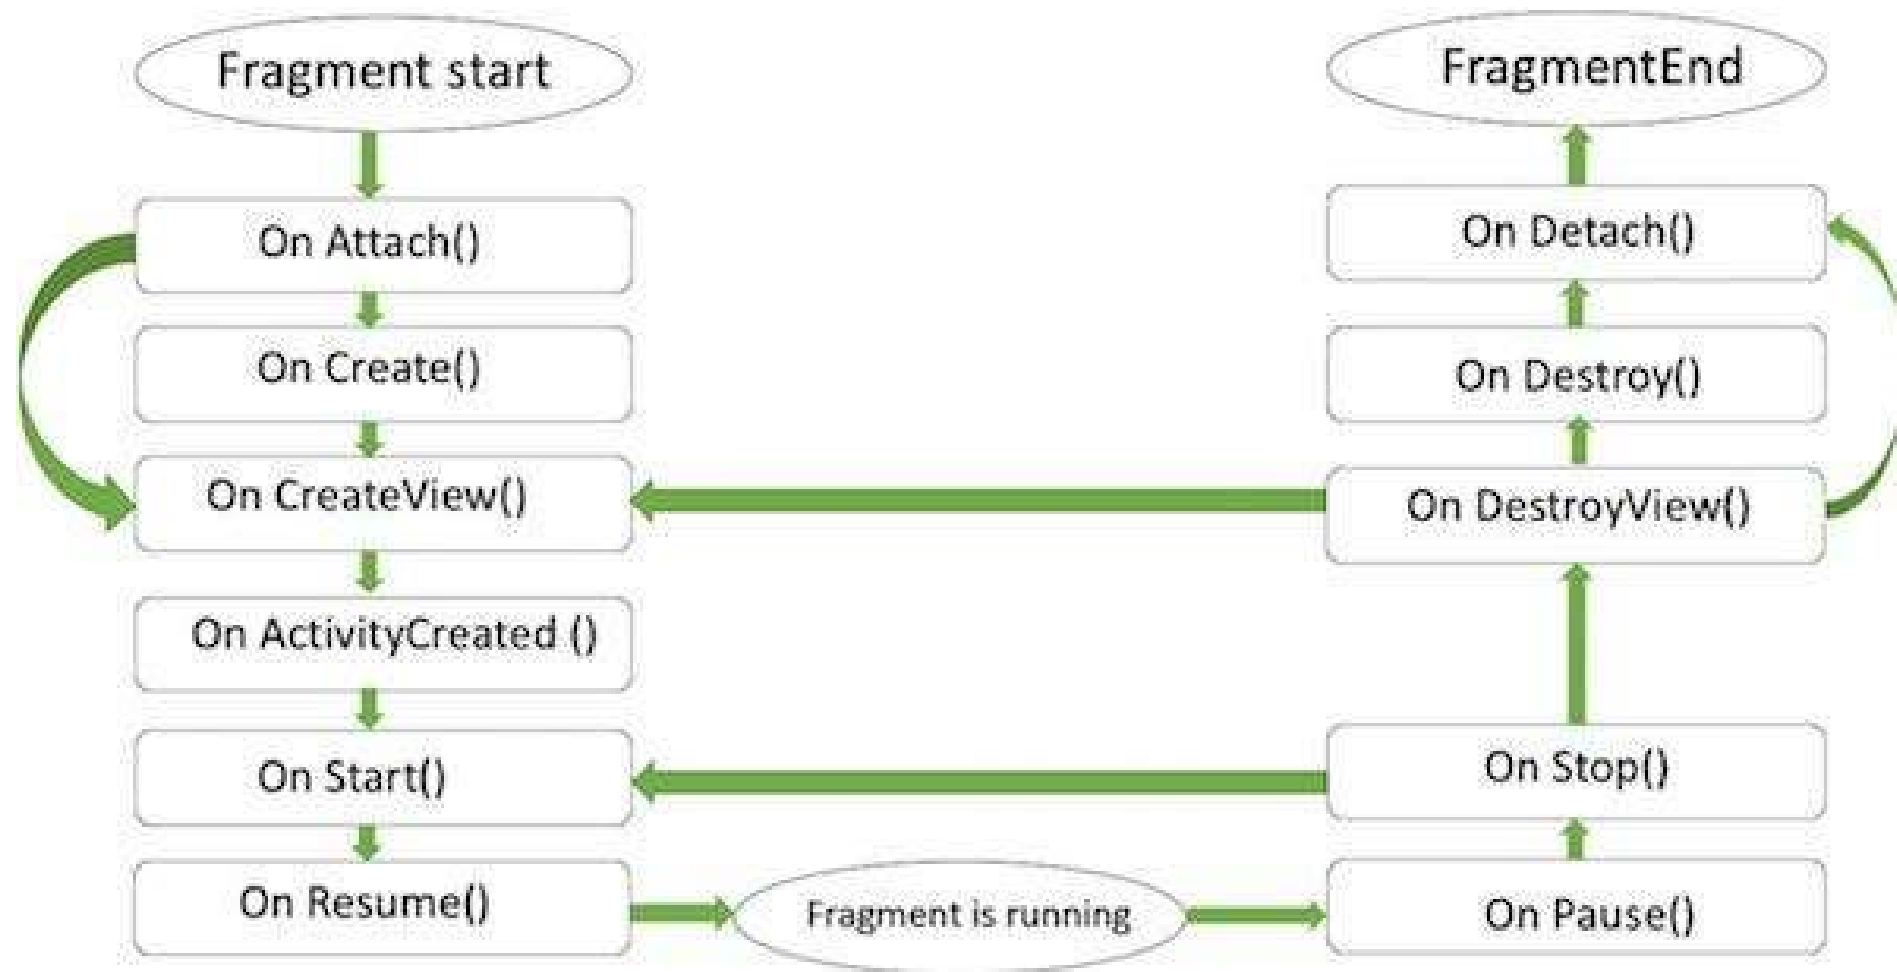 Fragment start
On Attach()
On Create()
On CreateView()
On ActivityCreated ()
On Start()
On Resume()
Fragment is running
On Pause()
On Stop()
On DestroyView()
On Destroy()
On Detach()
FragmentEnd